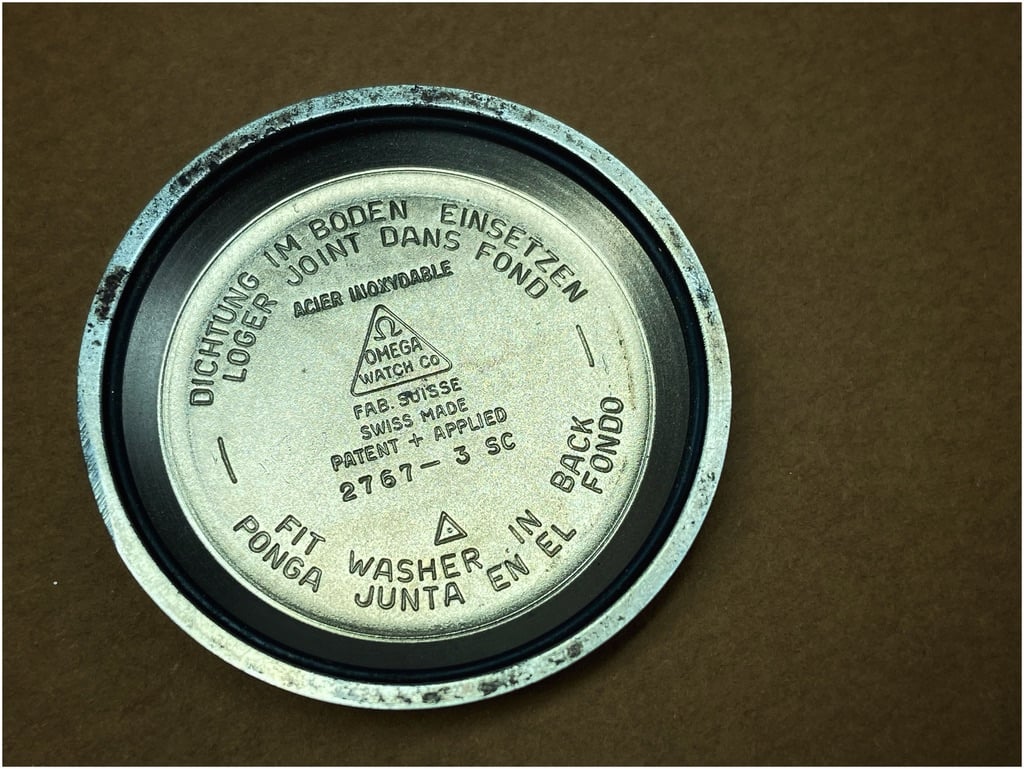 DICHTUNG IM BODEN EINSETZEN
LOGER JOINT DANS FOND
ACIER INOXYDABLE
Ω
OMEGA
WATCH CO
FAB. SUISSE
SWISS MADE
PATENT + APPLIED
2767-3 SC
FIT WASHER IN BACK
PONGA JUNTA EN EL FONDO